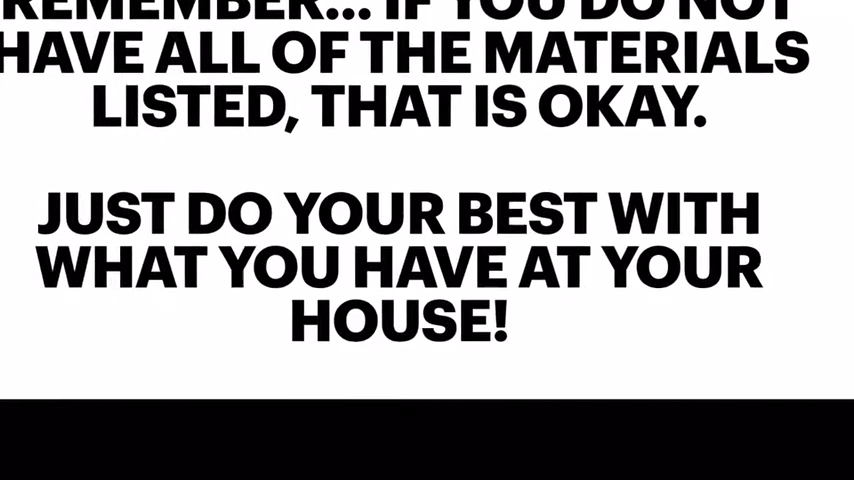 REMEMBER... IF YOU DO NOT
HAVE ALL OF THE MATERIALS
LISTED, THAT IS OKAY.
JUST DO YOUR BEST WITH
WHAT YOU HAVE AT YOUR
HOUSE!